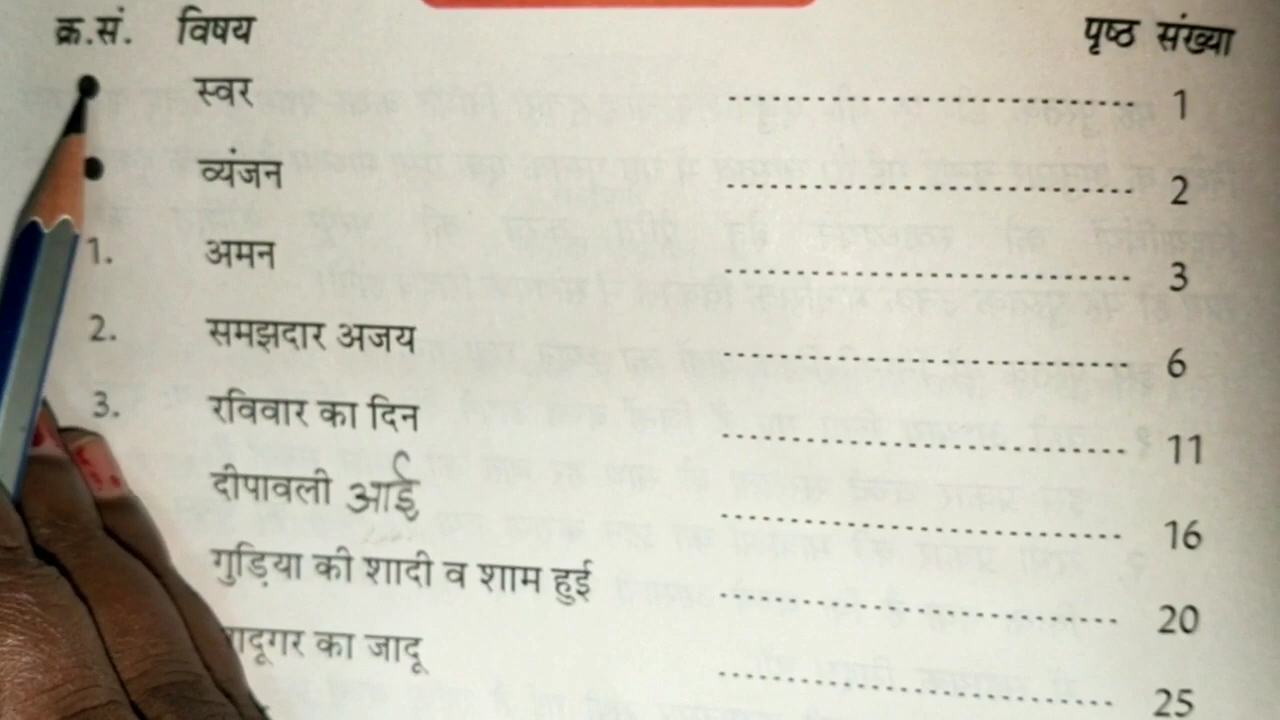 क्र.सं. विषय पृष्ठ संख्या
• स्वर 1
• व्यंजन 2
1. अमन 3
2. समझदार अजय 6
3. रविवार का दिन 11
दीपावली आई 16
गुड़िया की शादी व शाम हुई 20
का जादू 25